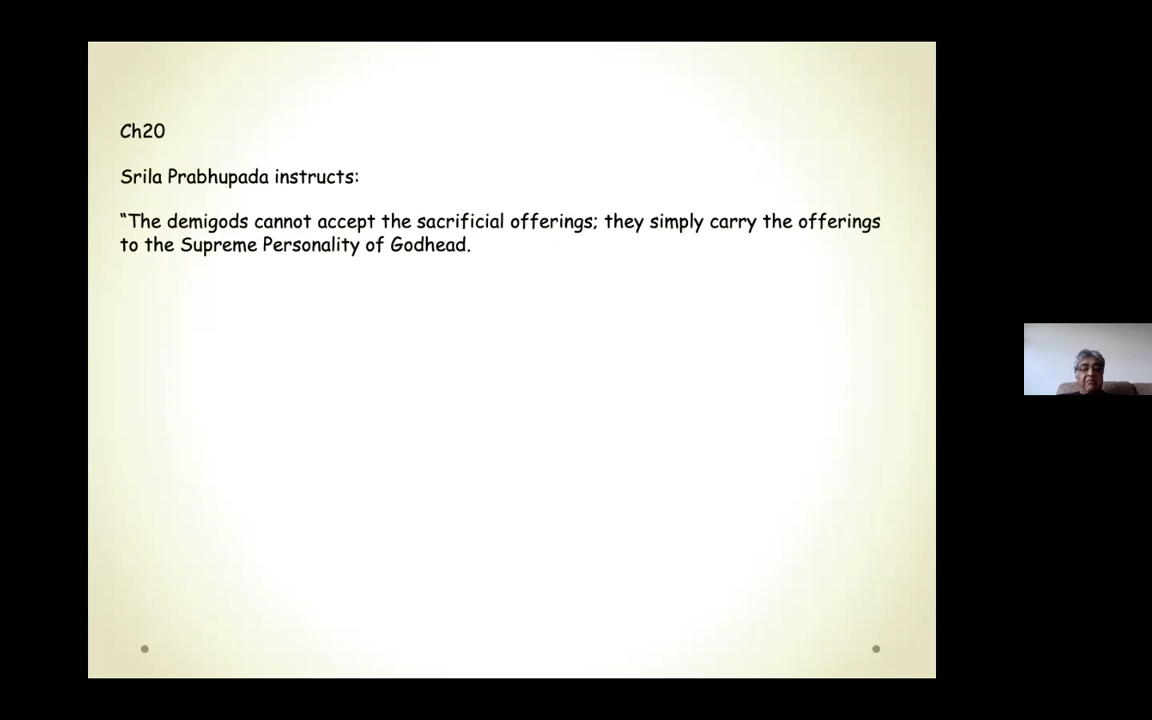 Ch20
Srila Prabhupada instructs:
“The demigods cannot accept the sacrificial offerings; they simply carry the offerings
to the Supreme Personality of Godhead.